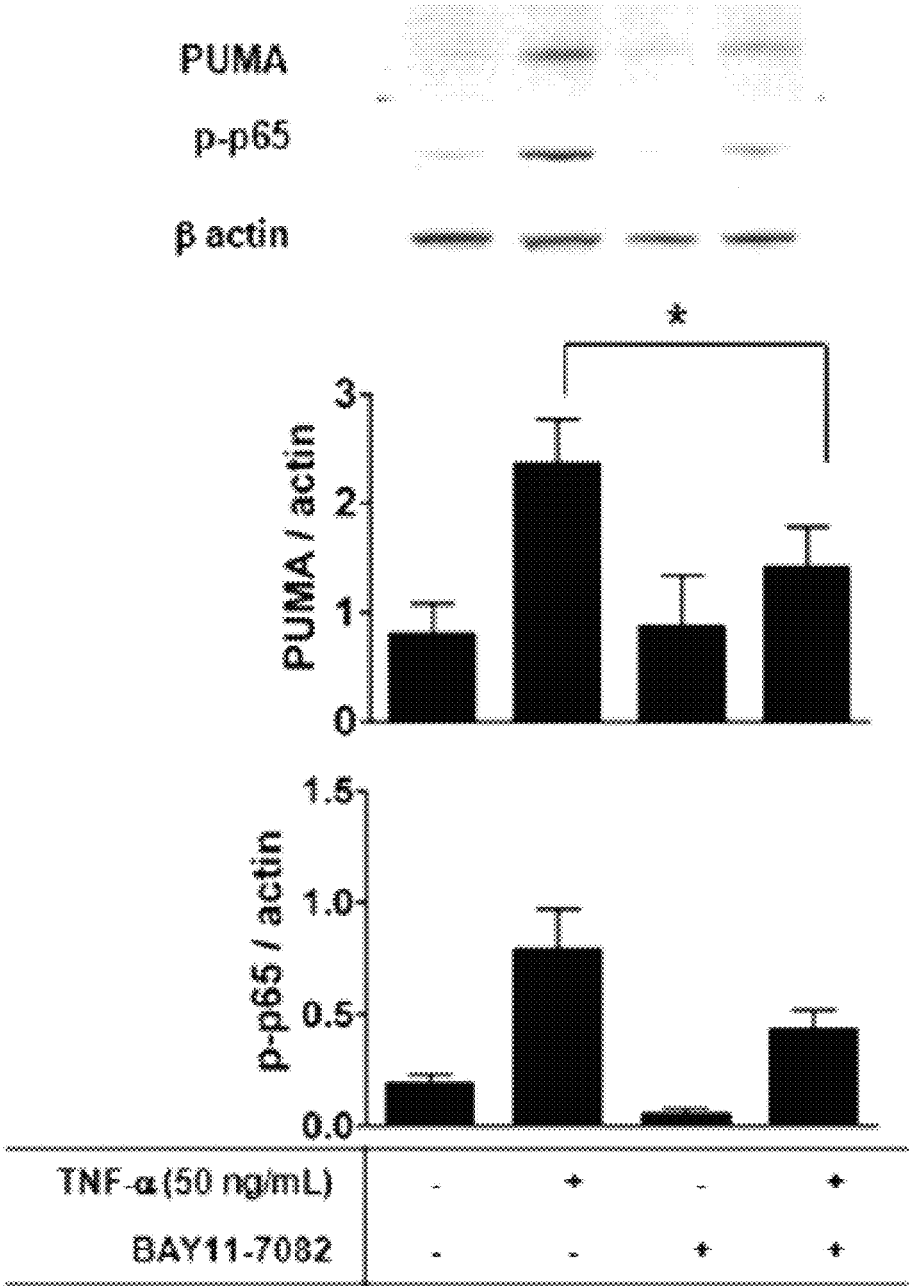 PUMA
p-p65
β actin
*
PUMA / actin
3
2
1
0
p-p65 / actin
1.5
1.0
0.5
0.0
TNF-α (50 ng/mL) - + - +
BAY11-7082 - - + +